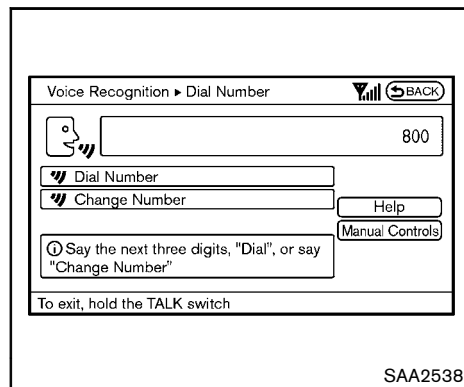 Voice Recognition ▸ Dial Number
BACK
800
Dial Number
Change Number
Help
Manual Controls
Say the next three digits, "Dial", or say
"Change Number"
To exit, hold the TALK switch
SAA2538